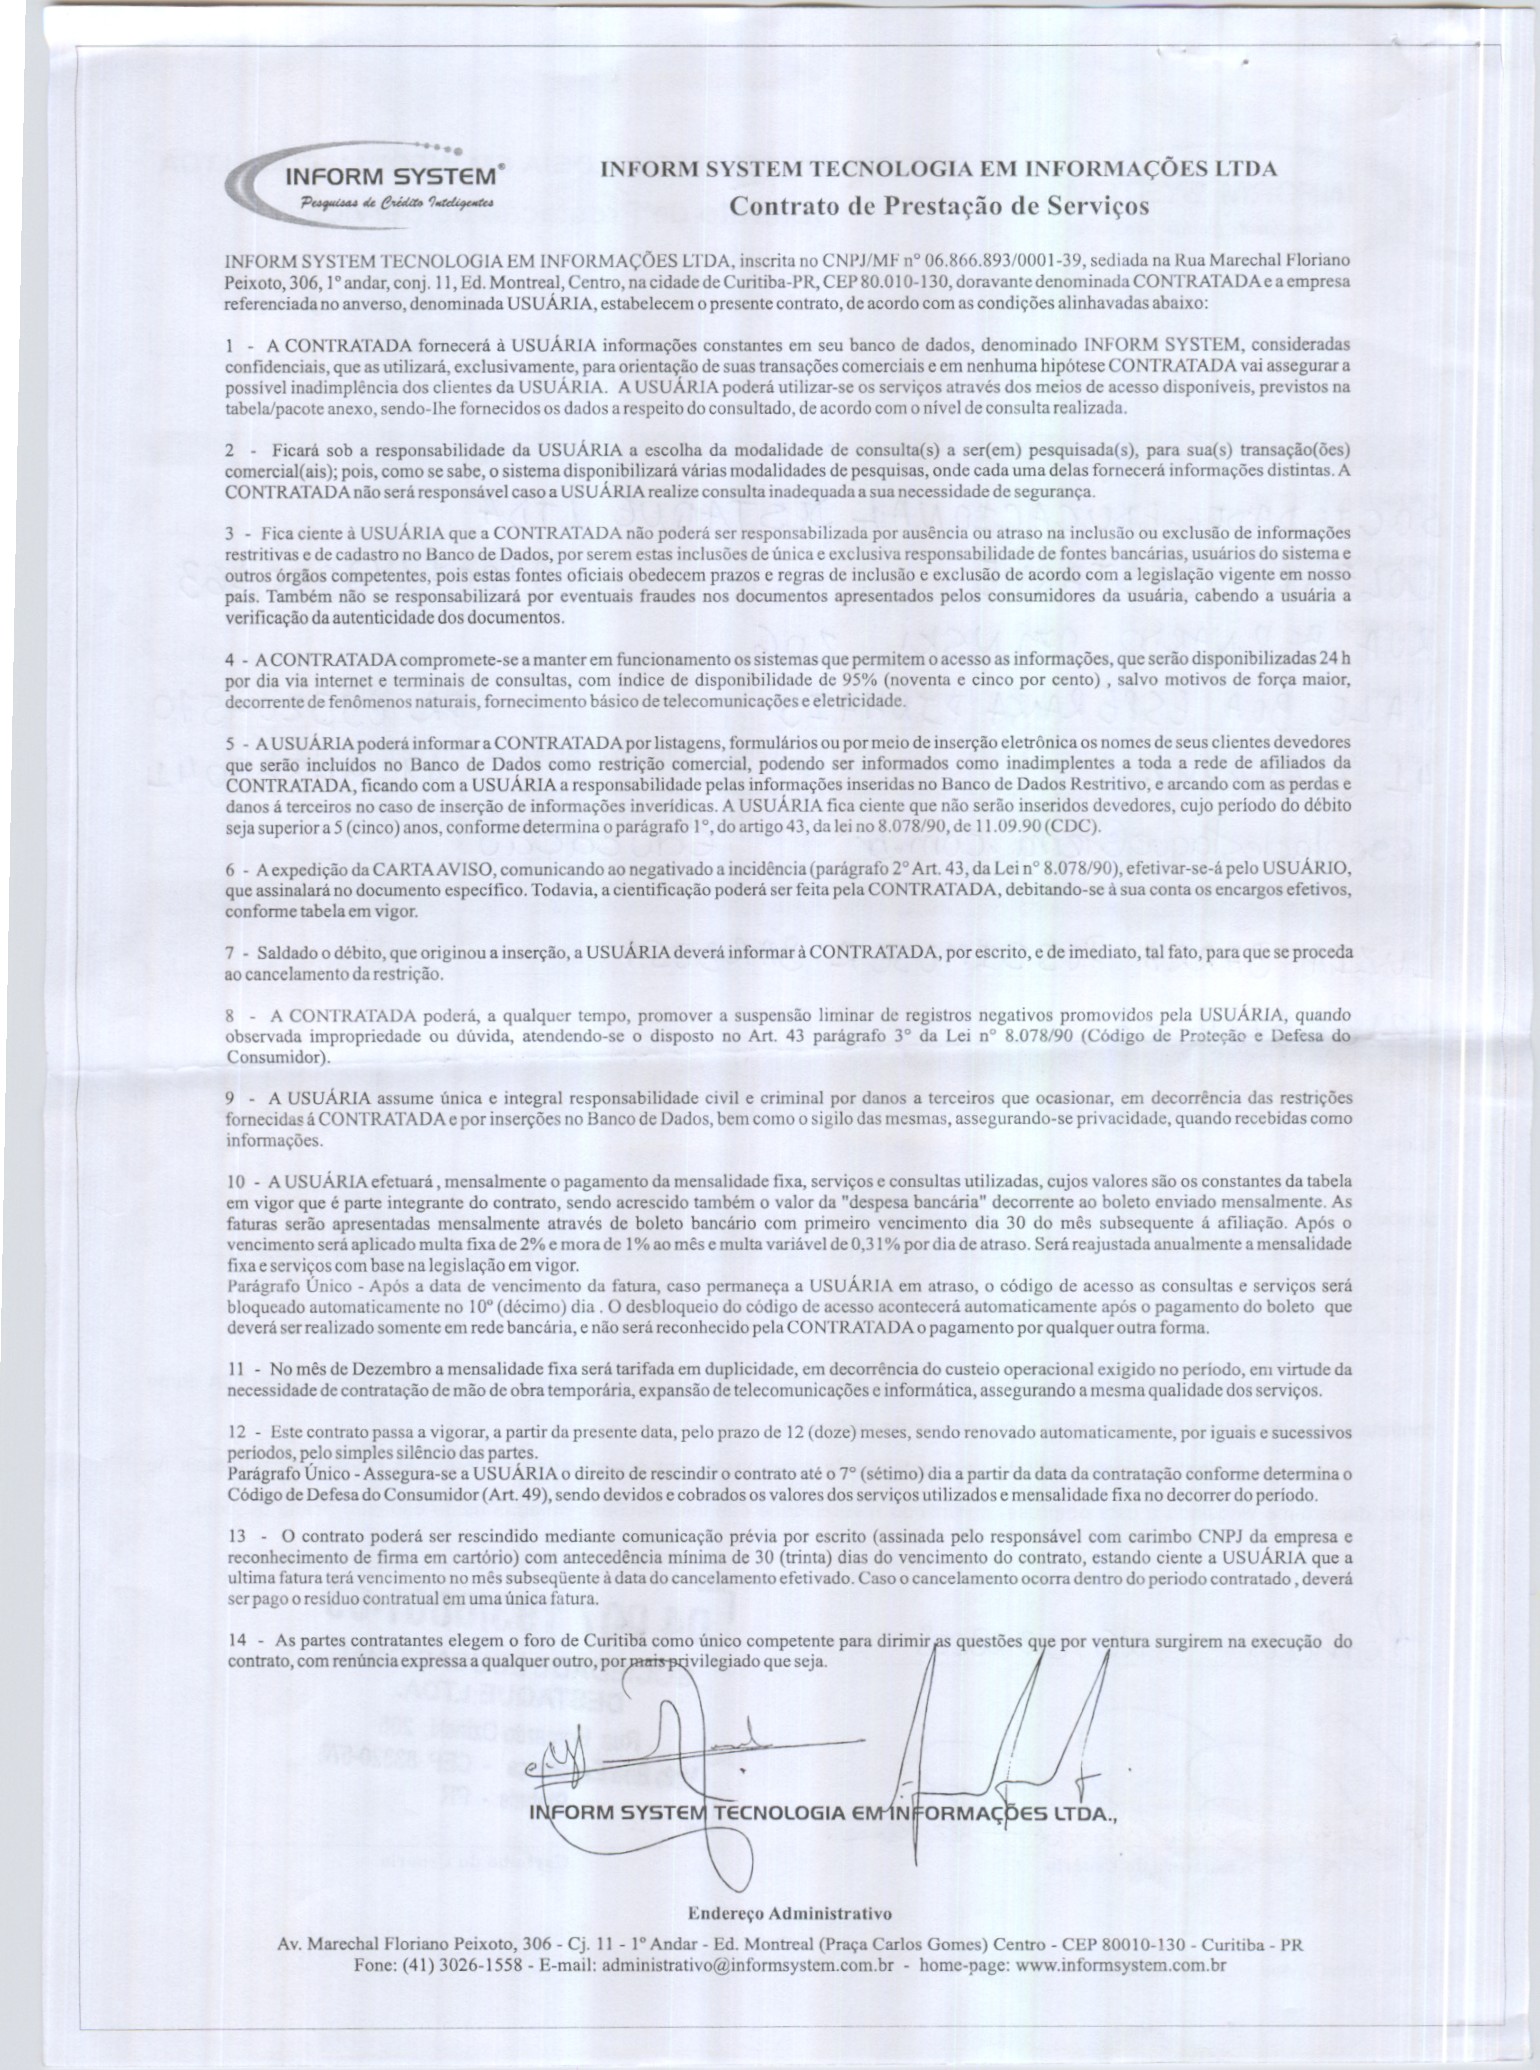 INFORM SYSTEM®
Pesquisas de Crédito Inteligentes
INFORM SYSTEM TECNOLOGIA EM INFORMAÇÕES LTDA
Contrato de Prestação de Serviços
INFORM SYSTEM TECNOLOGIA EM INFORMAÇÕES LTDA, inscrita no CNPJ/MF n° 06.866.893/0001-39, sediada na Rua Marechal Floriano
Peixoto, 306, 1° andar, conj. 11, Ed. Montreal, Centro, na cidade de Curitiba-PR, CEP 80.010-130, doravante denominada CONTRATADA e a empresa
referenciada no anverso, denominada USUÁRIA, estabelecem o presente contrato, de acordo com as condições alinhavadas abaixo:
1 - A CONTRATADA fornecerá à USUÁRIA informações constantes em seu banco de dados, denominado INFORM SYSTEM, consideradas
confidenciais, que as utilizará, exclusivamente, para orientação de suas transações comerciais e em nenhuma hipótese CONTRATADA vai assegurar a
possível inadimplência dos clientes da USUÁRIA. A USUÁRIA poderá utilizar-se os serviços através dos meios de acesso disponíveis, previstos na
tabela/pacote anexo, sendo-lhe fornecidos os dados a respeito do consultado, de acordo com o nível de consulta realizada.
2 - Ficará sob a responsabilidade da USUÁRIA a escolha da modalidade de consulta(s) a ser(em) pesquisada(s), para sua(s) transação(ões)
comercial(ais); pois, como se sabe, o sistema disponibilizará várias modalidades de pesquisas, onde cada uma delas fornecerá informações distintas. A
CONTRATADA não será responsável caso a USUÁRIA realize consulta inadequada a sua necessidade de segurança.
3 - Fica ciente à USUÁRIA que a CONTRATADA não poderá ser responsabilizada por ausência ou atraso na inclusão ou exclusão de informações
restritivas e de cadastro no Banco de Dados, por serem estas inclusões de única e exclusiva responsabilidade de fontes bancárias, usuários do sistema e
outros órgãos competentes, pois estas fontes oficiais obedecem prazos e regras de inclusão e exclusão de acordo com a legislação vigente em nosso
país. Também não se responsabilizará por eventuais fraudes nos documentos apresentados pelos consumidores da usuária, cabendo a usuária a
verificação da autenticidade dos documentos.
4 - A CONTRATADA compromete-se a manter em funcionamento os sistemas que permitem o acesso as informações, que serão disponibilizadas 24 h
por dia via internet e terminais de consultas, com índice de disponibilidade de 95% (noventa e cinco por cento) , salvo motivos de força maior,
decorrente de fenômenos naturais, fornecimento básico de telecomunicações e eletricidade.
5 - A USUÁRIA poderá informar a CONTRATADA por listagens, formulários ou por meio de inserção eletrônica os nomes de seus clientes devedores
que serão incluídos no Banco de Dados como restrição comercial, podendo ser informados como inadimplentes a toda a rede de afiliados da
CONTRATADA, ficando com a USUÁRIA a responsabilidade pelas informações inseridas no Banco de Dados Restritivo, e arcando com as perdas e
danos á terceiros no caso de inserção de informações inverídicas. A USUÁRIA fica ciente que não serão inseridos devedores, cujo período do débito
seja superior a 5 (cinco) anos, conforme determina o parágrafo 1°, do artigo 43, da lei no 8.078/90, de 11.09.90 (CDC).
6 - A expedição da CARTA AVISO, comunicando ao negativado a incidência (parágrafo 2° Art. 43, da Lei n° 8.078/90), efetivar-se-á pelo USUÁRIO,
que assinalará no documento específico. Todavia, a cientificação poderá ser feita pela CONTRATADA, debitando-se à sua conta os encargos efetivos,
conforme tabela em vigor.
7 - Saldado o débito, que originou a inserção, a USUÁRIA deverá informar à CONTRATADA, por escrito, e de imediato, tal fato, para que se proceda
ao cancelamento da restrição.
8 - A CONTRATADA poderá, a qualquer tempo, promover a suspensão liminar de registros negativos promovidos pela USUÁRIA, quando
observada impropriedade ou dúvida, atendendo-se o disposto no Art. 43 parágrafo 3° da Lei n° 8.078/90 (Código de Proteção e Defesa do
Consumidor).
9 - A USUÁRIA assume única e integral responsabilidade civil e criminal por danos a terceiros que ocasionar, em decorrência das restrições
fornecidas á CONTRATADA e por inserções no Banco de Dados, bem como o sigilo das mesmas, assegurando-se privacidade, quando recebidas como
informações.
10 - A USUÁRIA efetuará , mensalmente o pagamento da mensalidade fixa, serviços e consultas utilizadas, cujos valores são os constantes da tabela
em vigor que é parte integrante do contrato, sendo acrescido também o valor da "despesa bancária" decorrente ao boleto enviado mensalmente. As
faturas serão apresentadas mensalmente através de boleto bancário com primeiro vencimento dia 30 do mês subsequente á afiliação. Após o
vencimento será aplicado multa fixa de 2% e mora de 1% ao mês e multa variável de 0,31% por dia de atraso. Será reajustada anualmente a mensalidade
fixa e serviços com base na legislação em vigor.
Parágrafo Único - Após a data de vencimento da fatura, caso permaneça a USUÁRIA em atraso, o código de acesso as consultas e serviços será
bloqueado automaticamente no 10° (décimo) dia . O desbloqueio do código de acesso acontecerá automaticamente após o pagamento do boleto que
deverá ser realizado somente em rede bancária, e não será reconhecido pela CONTRATADA o pagamento por qualquer outra forma.
11 - No mês de Dezembro a mensalidade fixa será tarifada em duplicidade, em decorrência do custeio operacional exigido no período, em virtude da
necessidade de contratação de mão de obra temporária, expansão de telecomunicações e informática, assegurando a mesma qualidade dos serviços.
12 - Este contrato passa a vigorar, a partir da presente data, pelo prazo de 12 (doze) meses, sendo renovado automaticamente, por iguais e sucessivos
períodos, pelo simples silêncio das partes.
Parágrafo Único - Assegura-se a USUÁRIA o direito de rescindir o contrato até o 7° (sétimo) dia a partir da data da contratação conforme determina o
Código de Defesa do Consumidor (Art. 49), sendo devidos e cobrados os valores dos serviços utilizados e mensalidade fixa no decorrer do período.
13 - O contrato poderá ser rescindido mediante comunicação prévia por escrito (assinada pelo responsável com carimbo CNPJ da empresa e
reconhecimento de firma em cartório) com antecedência mínima de 30 (trinta) dias do vencimento do contrato, estando ciente a USUÁRIA que a
ultima fatura terá vencimento no mês subseqüente à data do cancelamento efetivado. Caso o cancelamento ocorra dentro do período contratado , deverá
ser pago o resíduo contratual em uma única fatura.
14 - As partes contratantes elegem o foro de Curitiba como único competente para dirimir as questões que por ventura surgirem na execução do
contrato, com renúncia expressa a qualquer outro, por mais privilegiado que seja.
INFORM SYSTEM TECNOLOGIA EM INFORMAÇÕES LTDA.,
Endereço Administrativo
Av. Marechal Floriano Peixoto, 306 - Cj. 11 - 1° Andar - Ed. Montreal (Praça Carlos Gomes) Centro - CEP 80010-130 - Curitiba - PR
Fone: (41) 3026-1558 - E-mail: administrativo@informsystem.com.br - home-page: www.informsystem.com.br